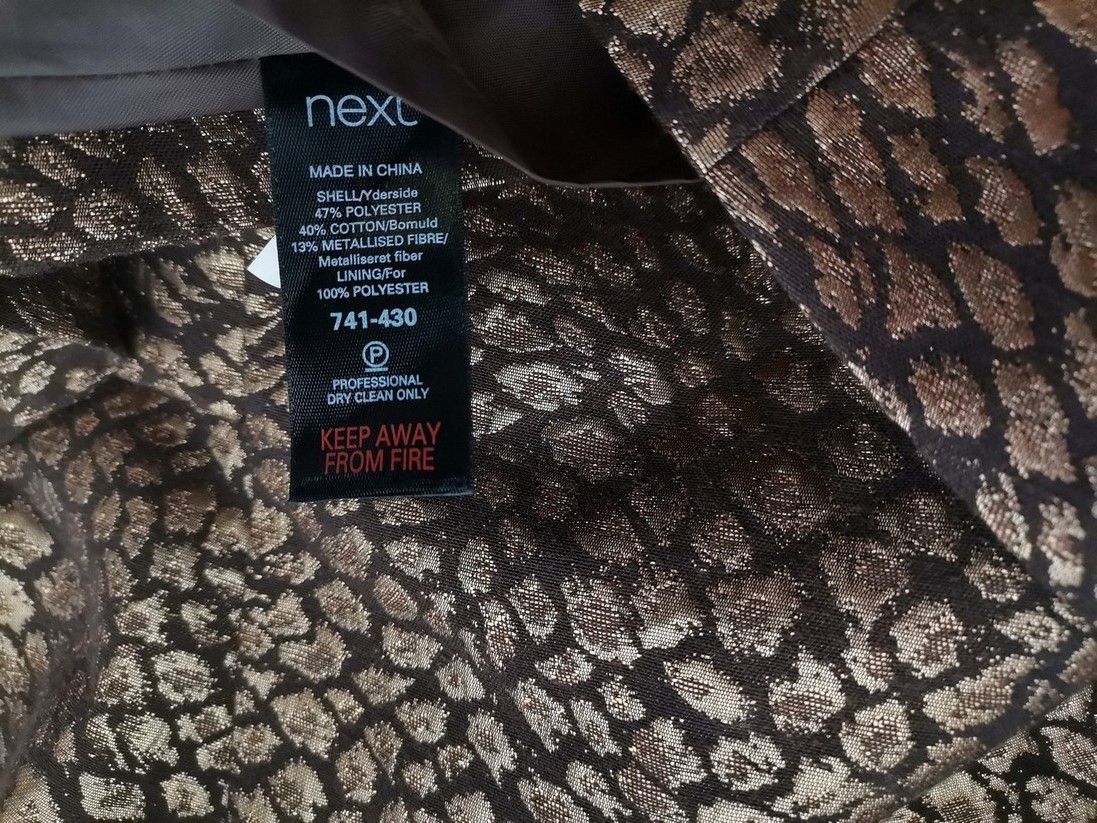 next
MADE IN CHINA
SHELL/Yderside
47% POLYESTER
40% COTTON/Bomuld
13% METALLISED FIBRE/
Metalliseret fiber
LINING/For
100% POLYESTER
741-430
P
PROFESSIONAL
DRY CLEAN ONLY
KEEP AWAY
FROM FIRE